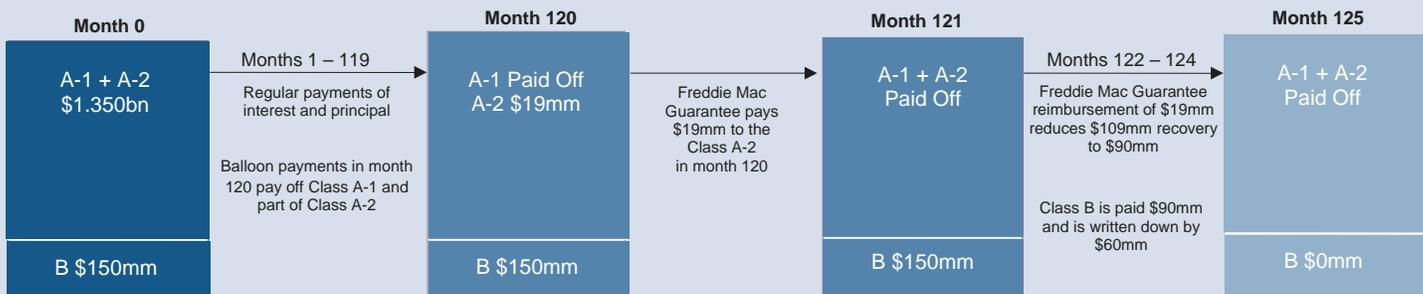 Month 0
A-1 + A-2
$1.350bn
B $150mm
Months 1 – 119
Regular payments of
interest and principal
Balloon payments in month
120 pay off Class A-1 and
part of Class A-2
Month 120
A-1 Paid Off
A-2 $19mm
B $150mm
Freddie Mac
Guarantee pays
$19mm to the
Class A-2
in month 120
Month 121
A-1 + A-2
Paid Off
B $150mm
Months 122 – 124
Freddie Mac Guarantee
reimbursement of $19mm
reduces $109mm recovery
to $90mm
Class B is paid $90mm
and is written down by
$60mm
Month 125
A-1 + A-2
Paid Off
B $0mm